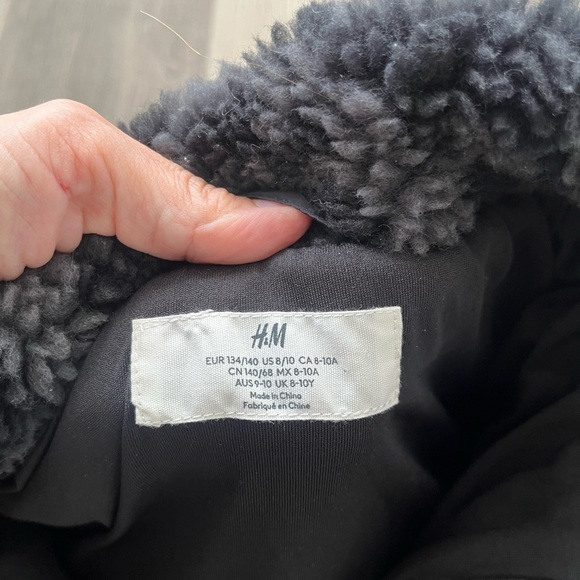 H&M
EUR 134/140 US 8/10 CA 8-10A
CN 140/68 MX 8-10A
AUS 9-10 UK 8-10Y
Made in China
Fabriqué en Chine